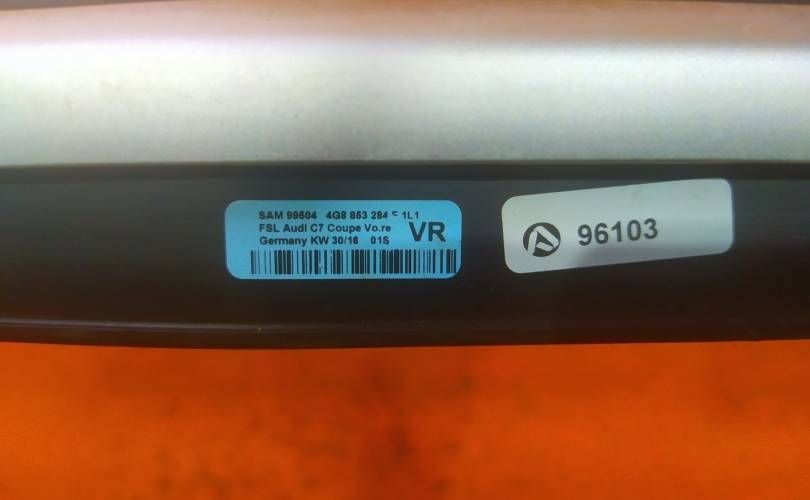 SAM 99504 4G8 853 284 1L1
FSL Audi C7 Coupe Vo.re
VR
Germany KW 30/16 01S
96103